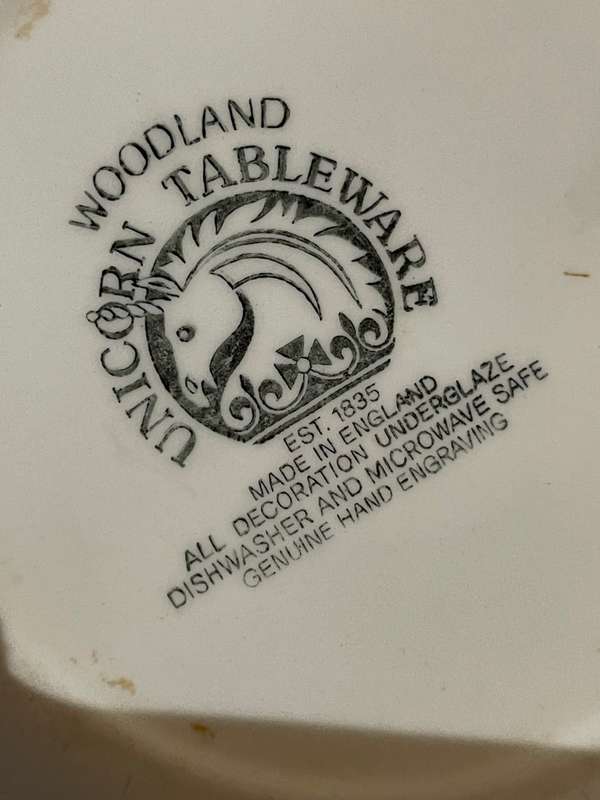 WOODLAND
UNICORN TABLEWARE
EST. 1835
MADE IN ENGLAND
ALL DECORATION UNDERGLAZE
DISHWASHER AND MICROWAVE SAFE
GENUINE HAND ENGRAVING